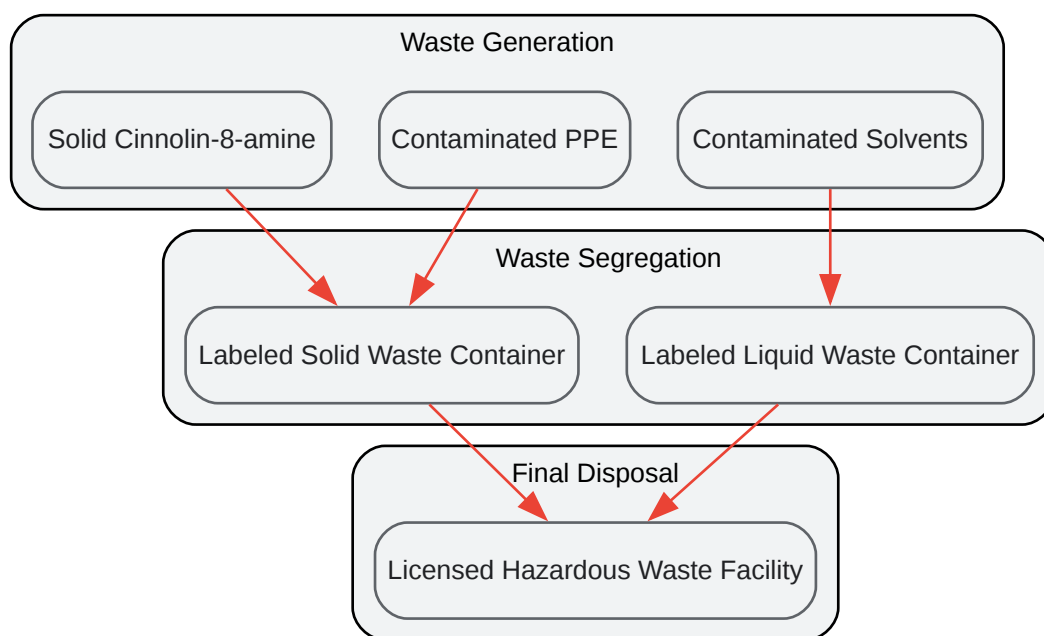 Waste Generation
Solid Cinnolin-8-amine
Contaminated PPE
Contaminated Solvents
Waste Segregation
Labeled Solid Waste Container
Labeled Liquid Waste Container
Final Disposal
Licensed Hazardous Waste Facility